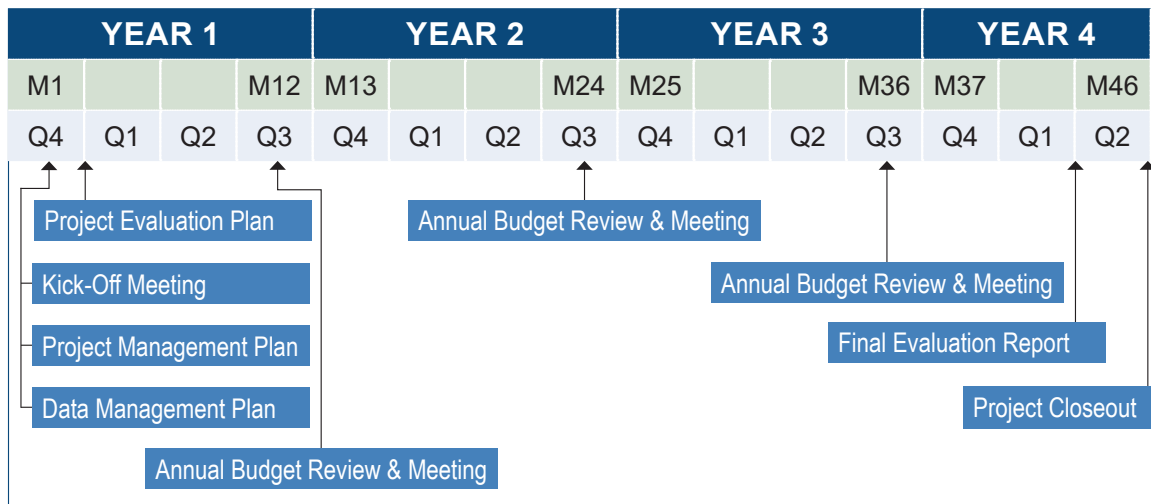 YEAR 1 YEAR 2 YEAR 3 YEAR 4
M1 M12 M13 M24 M25 M36 M37 M46
Q4 Q1 Q2 Q3 Q4 Q1 Q2 Q3 Q4 Q1 Q2 Q3 Q4 Q1 Q2
Project Evaluation Plan
Annual Budget Review & Meeting
Kick-Off Meeting
Annual Budget Review & Meeting
Project Management Plan
Final Evaluation Report
Data Management Plan
Project Closeout
Annual Budget Review & Meeting